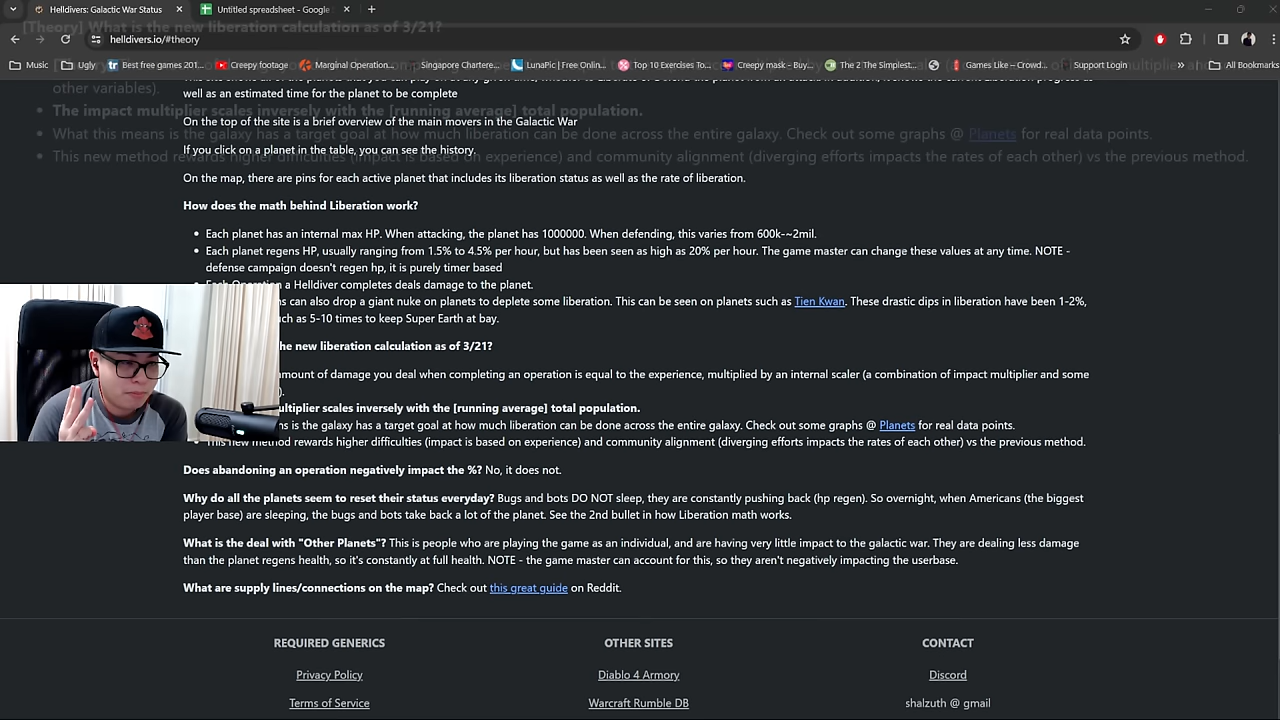 Helldivers: Galactic War Status
Untitled spreadsheet - Google
[Theory] What is the new liberation calculation as of 3/21?
helldivers.io/#theory
Music
Ugly
Best free games 201...
Creepy footage
Marginal Operation...
Singapore Chartere...
LunaPic | Free Onlin...
Top 10 Exercises To...
Creepy mask - Buy...
The 2 The Simplest...
Games Like – Crowd...
Support Login
»
All Bookmarks
other variables).
well as an estimated time for the planet to be complete
The impact multiplier scales inversely with the [running average] total population.
On the top of the site is a brief overview of the main movers in the Galactic War
What this means is the galaxy has a target goal at how much liberation can be done across the entire galaxy. Check out some graphs @ Planets for real data points.
If you click on a planet in the table, you can see the history.
This new method rewards higher difficulties (impact is based on experience) and community alignment (diverging efforts impacts the rates of each other) vs the previous method.
On the map, there are pins for each active planet that includes its liberation status as well as the rate of liberation.
How does the math behind Liberation work?
Each planet has an internal max HP. When attacking, the planet has 1000000. When defending, this varies from 600k-~2mil.
Each planet regens HP, usually ranging from 1.5% to 4.5% per hour, but has been seen as high as 20% per hour. The game master can change these values at any time. NOTE -
defense campaign doesn't regen hp, it is purely timer based
Each Operation a Helldiver completes deals damage to the planet.
can also drop a giant nuke on planets to deplete some liberation. This can be seen on planets such as Tien Kwan. These drastic dips in liberation have been 1-2%,
as 5-10 times to keep Super Earth at bay.
the new liberation calculation as of 3/21?
amount of damage you deal when completing an operation is equal to the experience, multiplied by an internal scaler (a combination of impact multiplier and some
scales inversely with the [running average] total population.
is the galaxy has a target goal at how much liberation can be done across the entire galaxy. Check out some graphs @ Planets for real data points.
This new method rewards higher difficulties (impact is based on experience) and community alignment (diverging efforts impacts the rates of each other) vs the previous method.
Does abandoning an operation negatively impact the %? No, it does not.
Why do all the planets seem to reset their status everyday? Bugs and bots DO NOT sleep, they are constantly pushing back (hp regen). So overnight, when Americans (the biggest
player base) are sleeping, the bugs and bots take back a lot of the planet. See the 2nd bullet in how Liberation math works.
What is the deal with "Other Planets"? This is people who are playing the game as an individual, and are having very little impact to the galactic war. They are dealing less damage
than the planet regens health, so it's constantly at full health. NOTE - the game master can account for this, so they aren't negatively impacting the userbase.
What are supply lines/connections on the map? Check out this great guide on Reddit.
REQUIRED GENERICS
OTHER SITES
CONTACT
Privacy Policy
Diablo 4 Armory
Discord
Terms of Service
Warcraft Rumble DB
shalzuth @ gmail